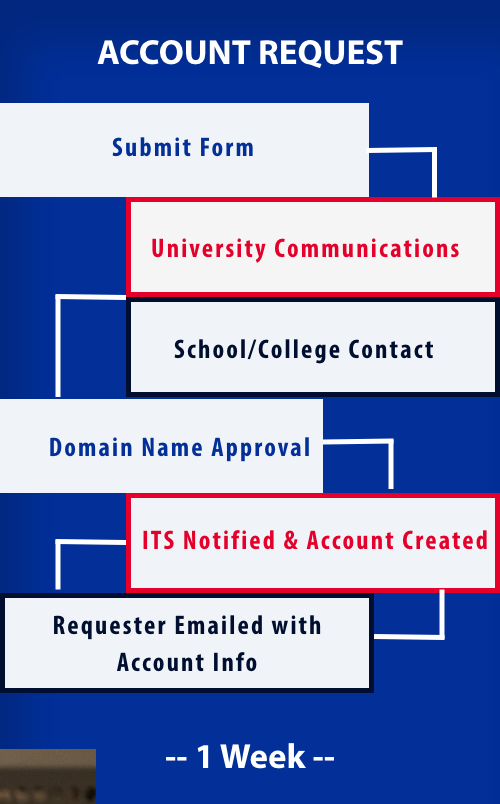 ACCOUNT REQUEST
Submit Form
University Communications
School/College Contact
Domain Name Approval
ITS Notified & Account Created
Requester Emailed with
Account Info
-- 1 Week --